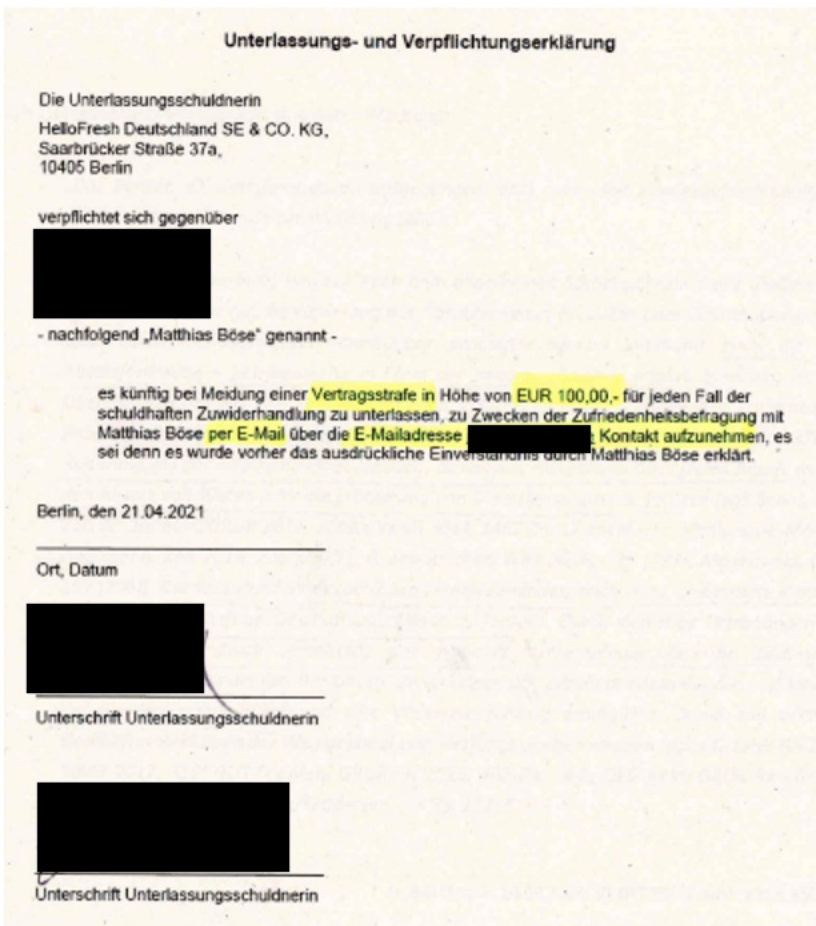 Unterlassungs- und Verpflichtungserklärung
Die Unterlassungsschuldnerin
HelloFresh Deutschland SE & CO. KG,
Saarbrücker Straße 37a,
10405 Berlin
verpflichtet sich gegenüber
- nachfolgend „Matthias Böse“ genannt -
es künftig bei Meidung einer Vertragsstrafe in Höhe von EUR 100,00,- für jeden Fall der
schuldhaften Zuwiderhandlung zu unterlassen, zu Zwecken der Zufriedenheitsbefragung mit
Matthias Böse per E-Mail über die E-Mailadresse Kontakt aufzunehmen, es
sei denn es wurde vorher das ausdrückliche Einverständnis durch Matthias Böse erklärt.
Berlin, den 21.04.2021
Ort, Datum
Unterschrift Unterlassungsschuldnerin
Unterschrift Unterlassungsschuldnerin